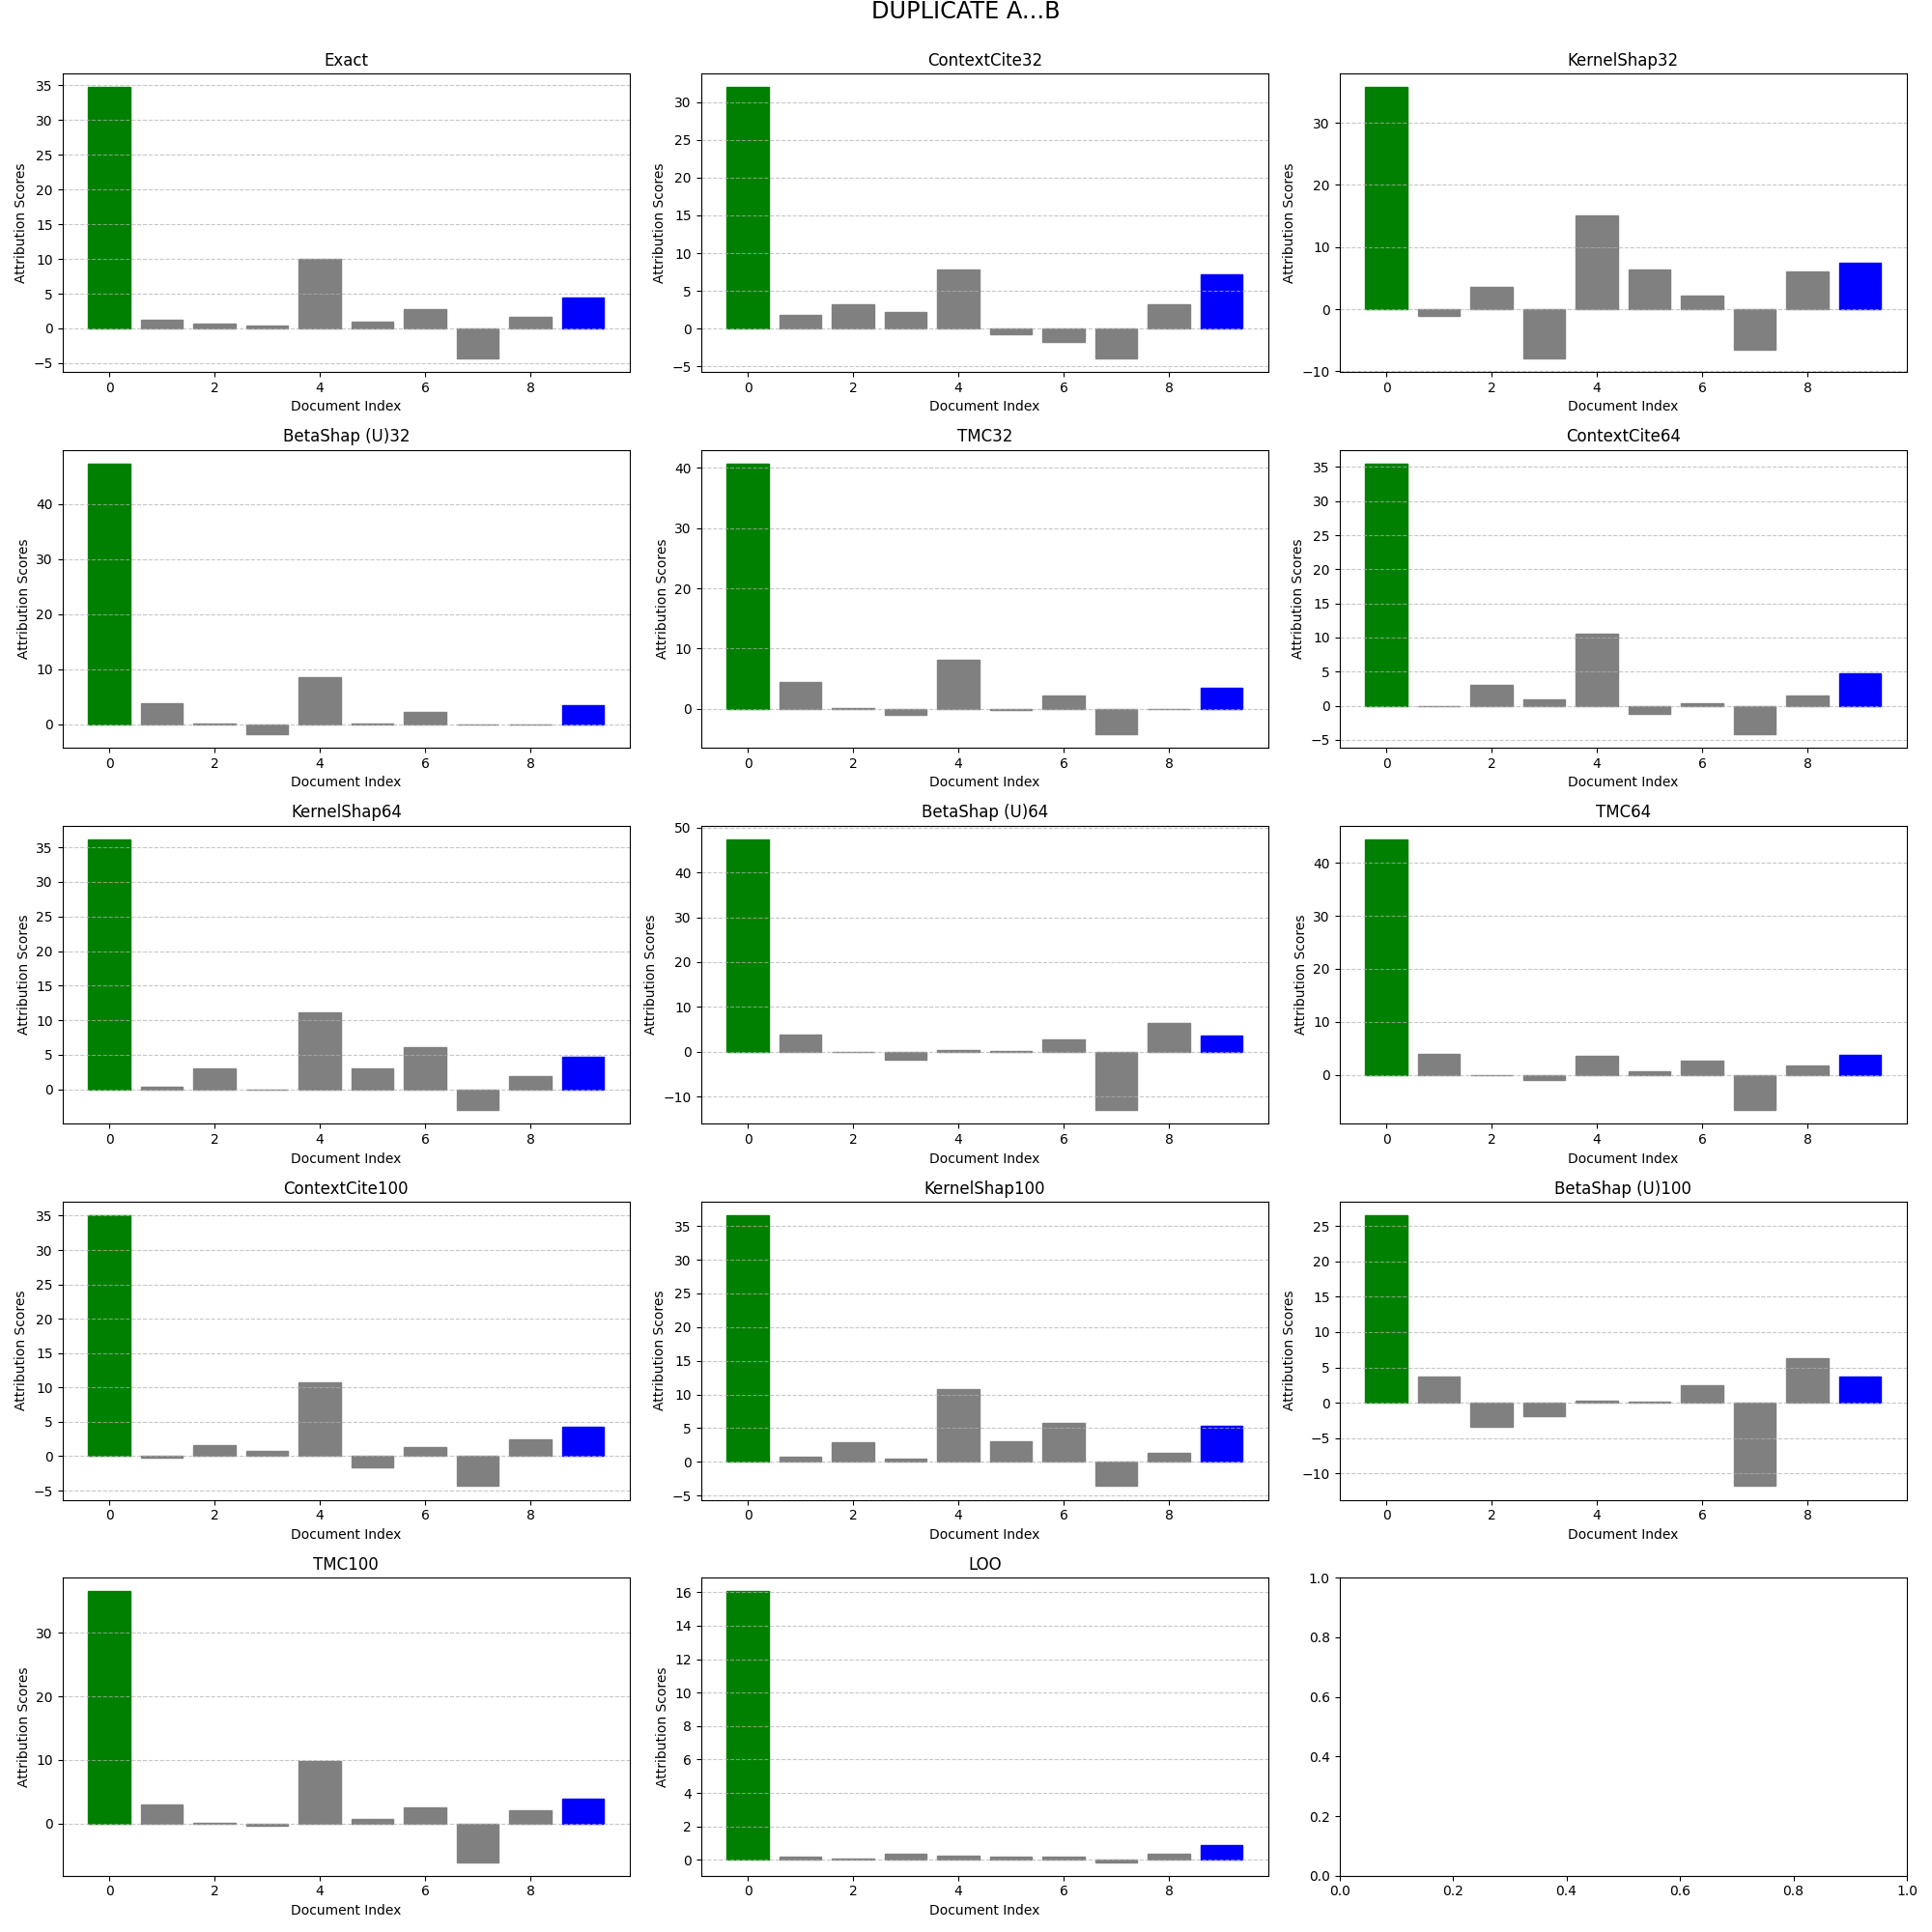 DUPLICATE A...B
Exact
35
30
25
20
15
10
5
0
−5
Attribution Scores
0 2 4 6 8
Document Index
ContextCite32
30
25
20
15
10
5
0
−5
Attribution Scores
0 2 4 6 8
Document Index
KernelShap32
30
20
10
0
−10
Attribution Scores
0 2 4 6 8
Document Index
BetaShap (U)32
40
30
20
10
0
Attribution Scores
0 2 4 6 8
Document Index
TMC32
40
30
20
10
0
Attribution Scores
0 2 4 6 8
Document Index
ContextCite64
35
30
25
20
15
10
5
0
−5
Attribution Scores
0 2 4 6 8
Document Index
KernelShap64
35
30
25
20
15
10
5
0
Attribution Scores
0 2 4 6 8
Document Index
BetaShap (U)64
50
40
30
20
10
0
−10
Attribution Scores
0 2 4 6 8
Document Index
TMC64
40
30
20
10
0
Attribution Scores
0 2 4 6 8
Document Index
ContextCite100
35
30
25
20
15
10
5
0
−5
Attribution Scores
0 2 4 6 8
Document Index
KernelShap100
35
30
25
20
15
10
5
0
−5
Attribution Scores
0 2 4 6 8
Document Index
BetaShap (U)100
25
20
15
10
5
0
−5
−10
Attribution Scores
0 2 4 6 8
Document Index
TMC100
30
20
10
0
Attribution Scores
0 2 4 6 8
Document Index
LOO
16
14
12
10
8
6
4
2
0
Attribution Scores
0 2 4 6 8
Document Index
1.0
0.8
0.6
0.4
0.2
0.0
0.0 0.2 0.4 0.6 0.8 1.0